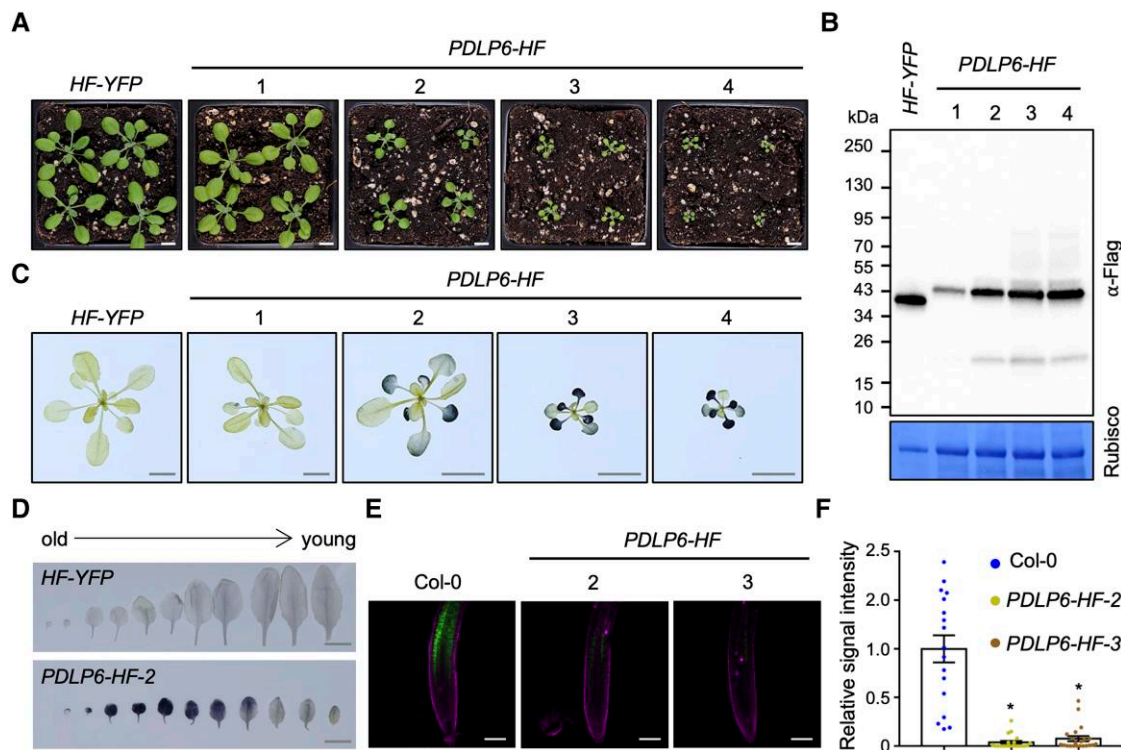 A
PDLP6-HF
HF-YFP 1 2 3 4
B
HF-YFP
PDLP6-HF
1 2 3 4
kDa
250
130
95
70
55
43
34
26
15
10
α-Flag
Rubisco
C
PDLP6-HF
HF-YFP 1 2 3 4
D
old young
HF-YFP
PDLP6-HF-2
E
PDLP6-HF
Col-0 2 3
F
Relative signal intensity
2.5
2.0
1.0
0.5
0
Col-0
PDLP6-HF-2
PDLP6-HF-3
*
*